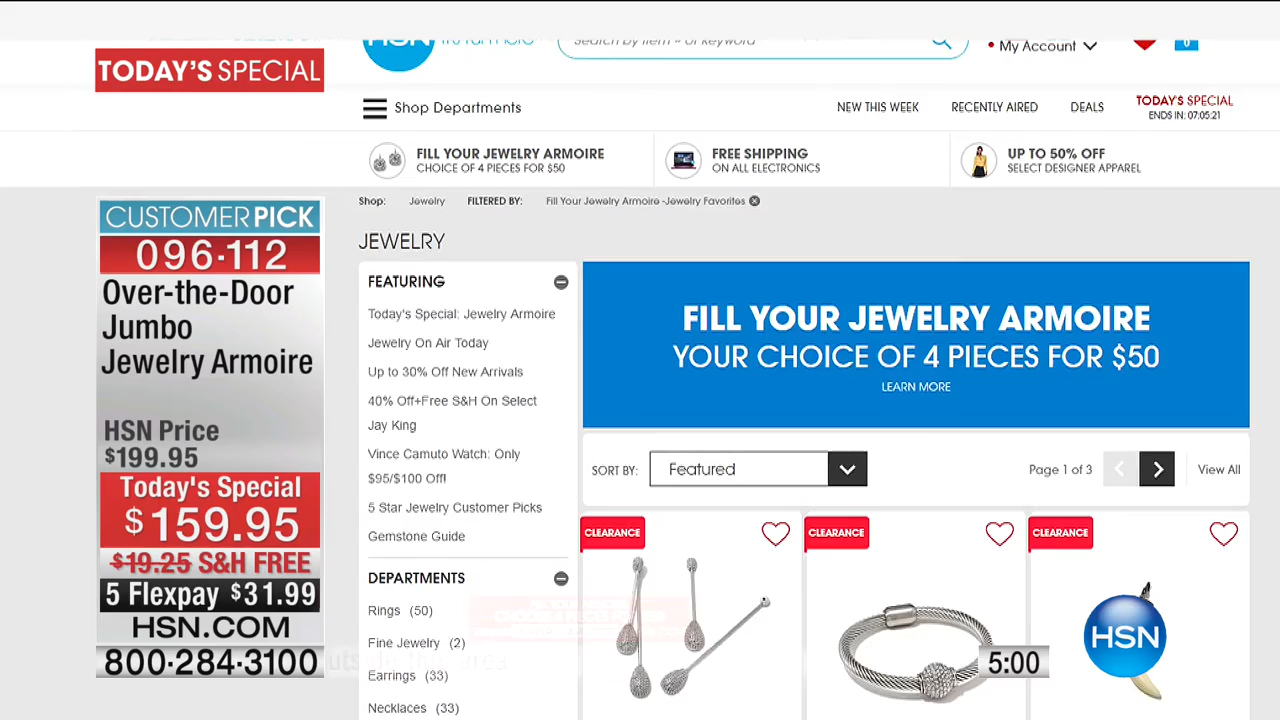 TODAY'S SPECIAL
HSN
Search by item # or keyword
My Account
0
Shop Departments
NEW THIS WEEK
RECENTLY AIRED
DEALS
TODAY'S SPECIAL
ENDS IN: 07:05:21
FILL YOUR JEWELRY ARMOIRE
CHOICE OF 4 PIECES FOR $50
FREE SHIPPING
ON ALL ELECTRONICS
UP TO 50% OFF
SELECT DESIGNER APPAREL
CUSTOMER PICK
096-112
Over-the-Door
Jumbo
Jewelry Armoire
HSN Price
$199.95
Today's Special
$159.95
$19.25 S&H FREE
5 Flexpay $31.99
HSN.COM
800-284-3100
Shop: Jewelry FILTERED BY: Fill Your Jewelry Armoire -Jewelry Favorites
JEWELRY
FEATURING
Today's Special: Jewelry Armoire
Jewelry On Air Today
Up to 30% Off New Arrivals
40% Off+Free S&H On Select
Jay King
Vince Camuto Watch: Only
$95/$100 Off!
5 Star Jewelry Customer Picks
Gemstone Guide
DEPARTMENTS
Rings (50)
Fine Jewelry (2)
Earrings (33)
Necklaces (33)
FILL YOUR JEWELRY ARMOIRE
YOUR CHOICE OF 4 PIECES FOR $50
LEARN MORE
SORT BY: Featured
Page 1 of 3
View All
CLEARANCE
CLEARANCE
CLEARANCE
HSN
5:00